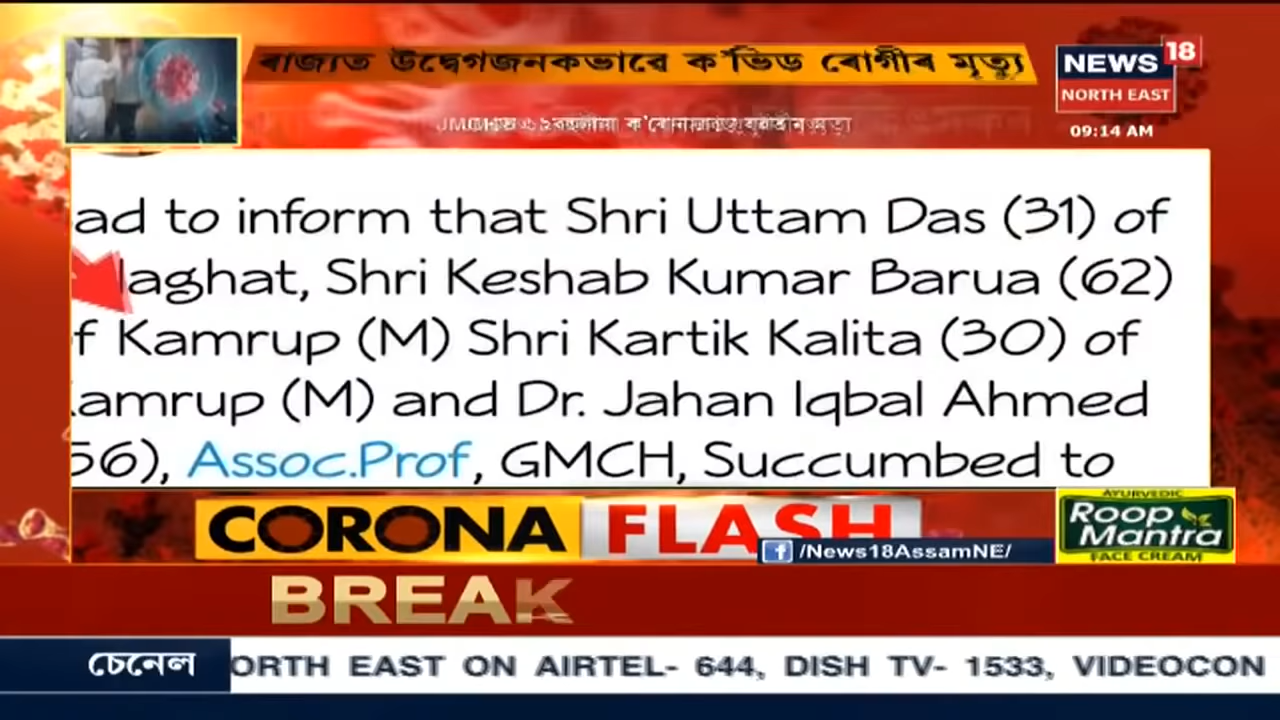 ৰাজ্যত উদ্বেগজনকভাৱে ক'ভিড ৰোগীৰ মৃত্যু
NEWS 18
NORTH EAST
09:14 AM
ad to inform that Shri Uttam Das (31) of
laghat, Shri Keshab Kumar Barua (62)
f Kamrup (M) Shri Kartik Kalita (30) of
amrup (M) and Dr. Jahan Iqbal Ahmed
56), Assoc.Prof, GMCH, Succumbed to
CORONA FLASH
/News18AssamNE/
AYURVEDIC
Roop
Mantra
FACE CREAM
BREAK
চেনেল ORTH EAST ON AIRTEL- 644, DISH TV- 1533, VIDEOCON